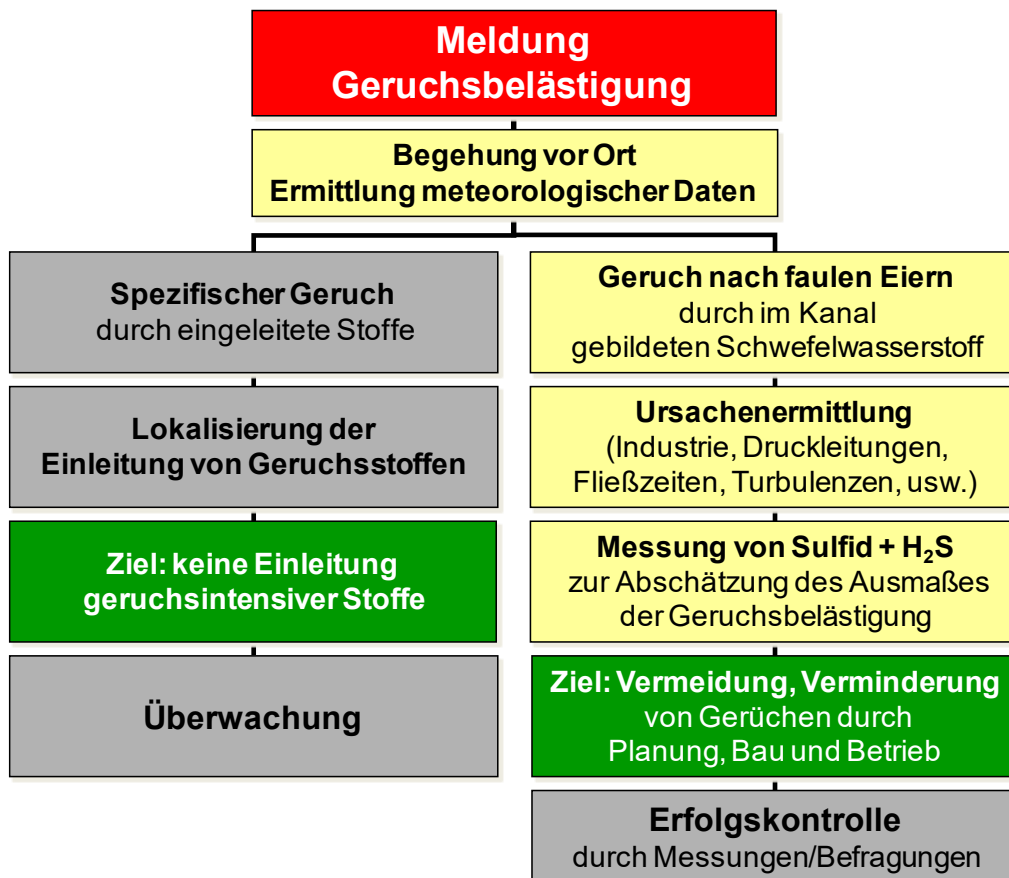 Meldung
Geruchsbelästigung
Begehung vor Ort
Ermittlung meteorologischer Daten
Spezifischer Geruch
durch eingeleitete Stoffe
Lokalisierung der
Einleitung von Geruchsstoffen
Ziel: keine Einleitung
geruchsintensiver Stoffe
Überwachung
Geruch nach faulen Eiern
durch im Kanal
gebildeten Schwefelwasserstoff
Ursachenermittlung
(Industrie, Druckleitungen,
Fließzeiten, Turbulenzen, usw.)
Messung von Sulfid + H₂S
zur Abschätzung des Ausmaßes
der Geruchsbelästigung
Ziel: Vermeidung, Verminderung
von Gerüchen durch
Planung, Bau und Betrieb
Erfolgskontrolle
durch Messungen/Befragungen